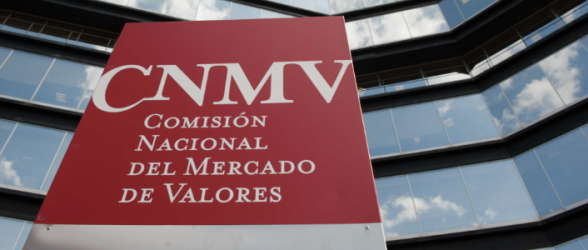 CNMV
Comisión
Nacional
del Mercado
de Valores